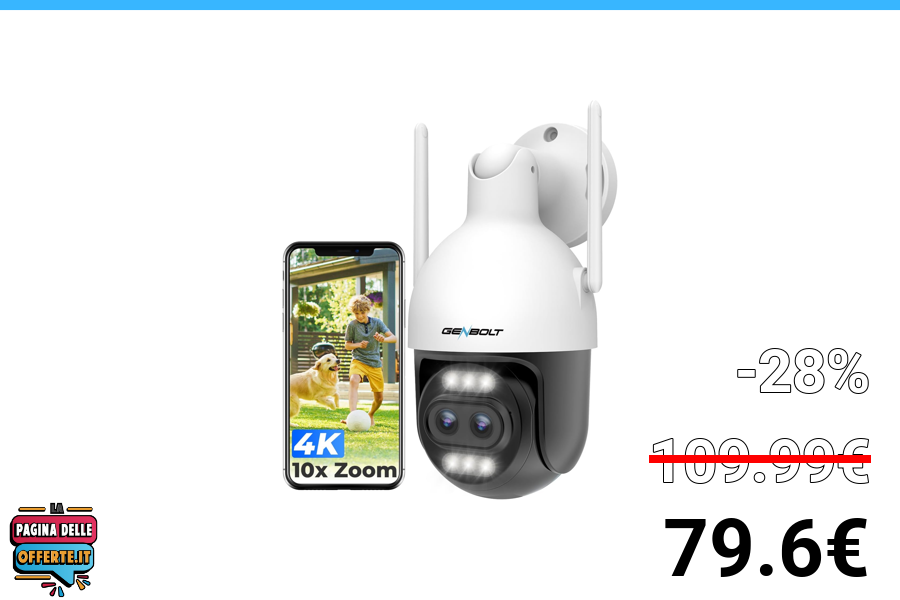 GENBOLT
4K
10x Zoom
-28%
109.99€
79.6€
LA
PAGINA DELLE
OFFERTE.IT